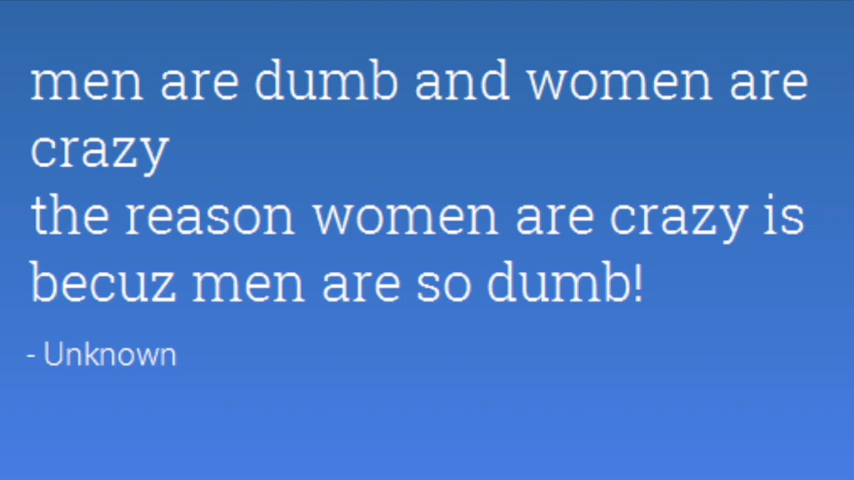 men are dumb and women are
crazy
the reason women are crazy is
becuz men are so dumb!
- Unknown